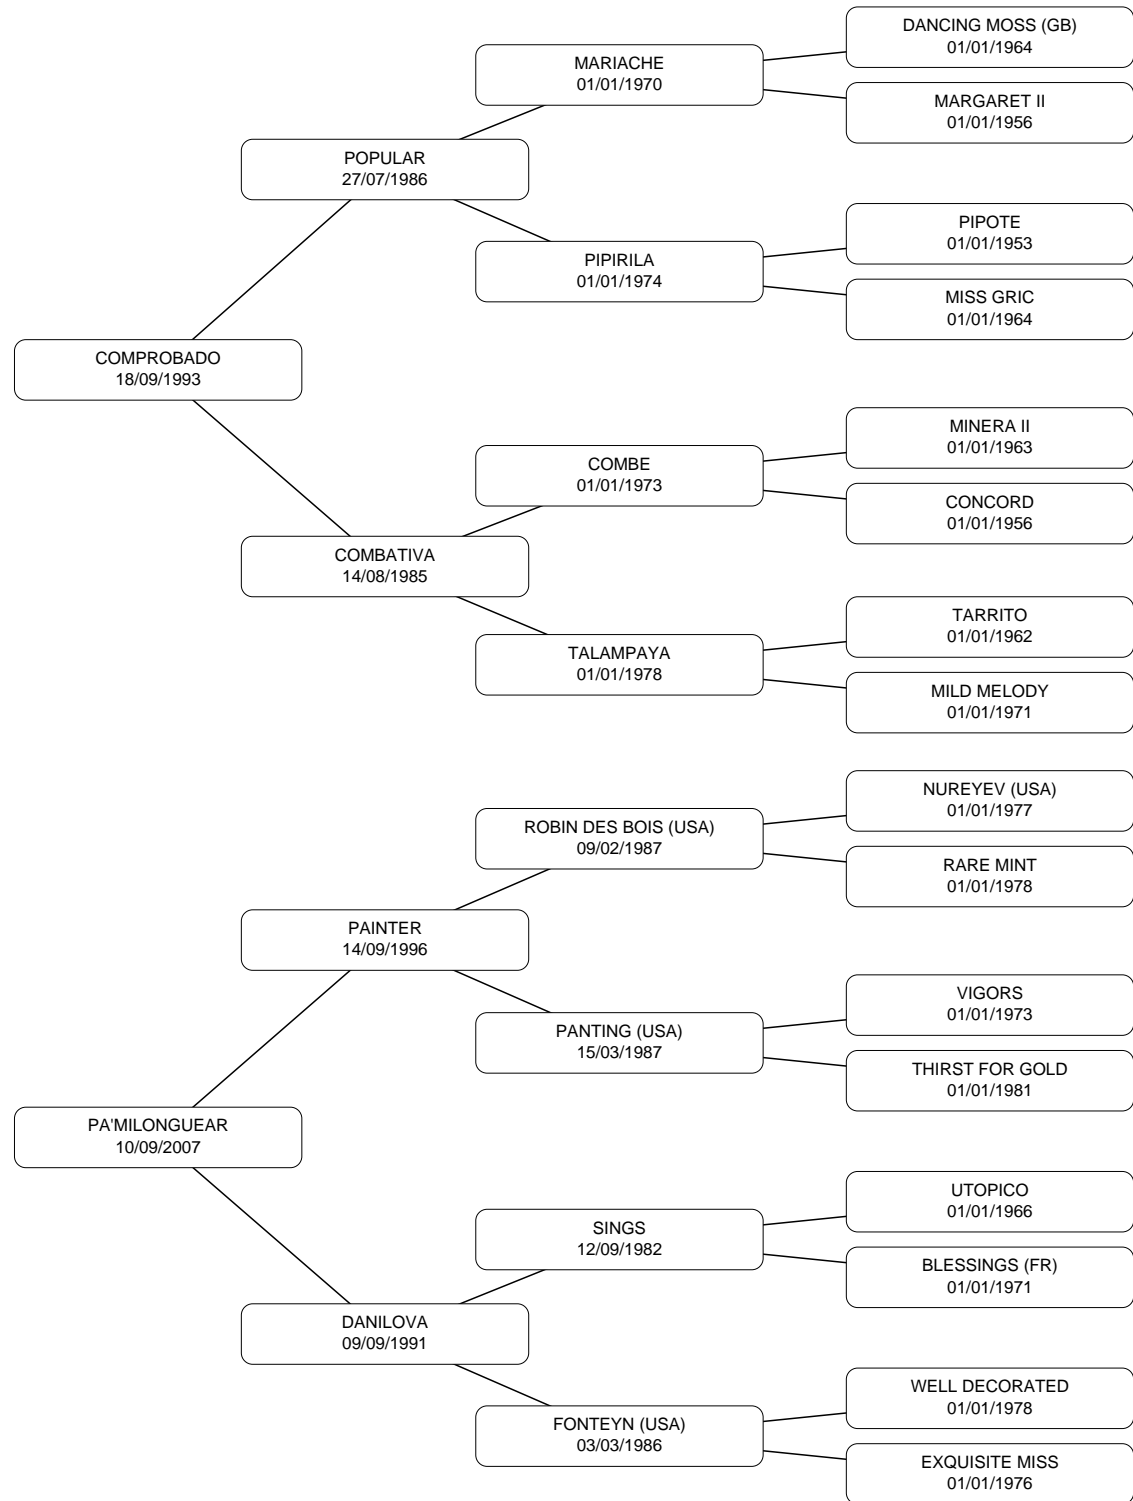 DANCING MOSS (GB)
01/01/1964
MARIACHE
01/01/1970
MARGARET II
01/01/1956
POPULAR
27/07/1986
PIPOTE
01/01/1953
PIPIRILA
01/01/1974
MISS GRIC
01/01/1964
COMPROBADO
18/09/1993
MINERA II
01/01/1963
COMBE
01/01/1973
CONCORD
01/01/1956
COMBATIVA
14/08/1985
TARRITO
01/01/1962
TALAMPAYA
01/01/1978
MILD MELODY
01/01/1971
NUREYEV (USA)
01/01/1977
ROBIN DES BOIS (USA)
09/02/1987
RARE MINT
01/01/1978
PAINTER
14/09/1996
VIGORS
01/01/1973
PANTING (USA)
15/03/1987
THIRST FOR GOLD
01/01/1981
PA'MILONGUEAR
10/09/2007
UTOPICO
01/01/1966
SINGS
12/09/1982
BLESSINGS (FR)
01/01/1971
DANILOVA
09/09/1991
WELL DECORATED
01/01/1978
FONTEYN (USA)
03/03/1986
EXQUISITE MISS
01/01/1976